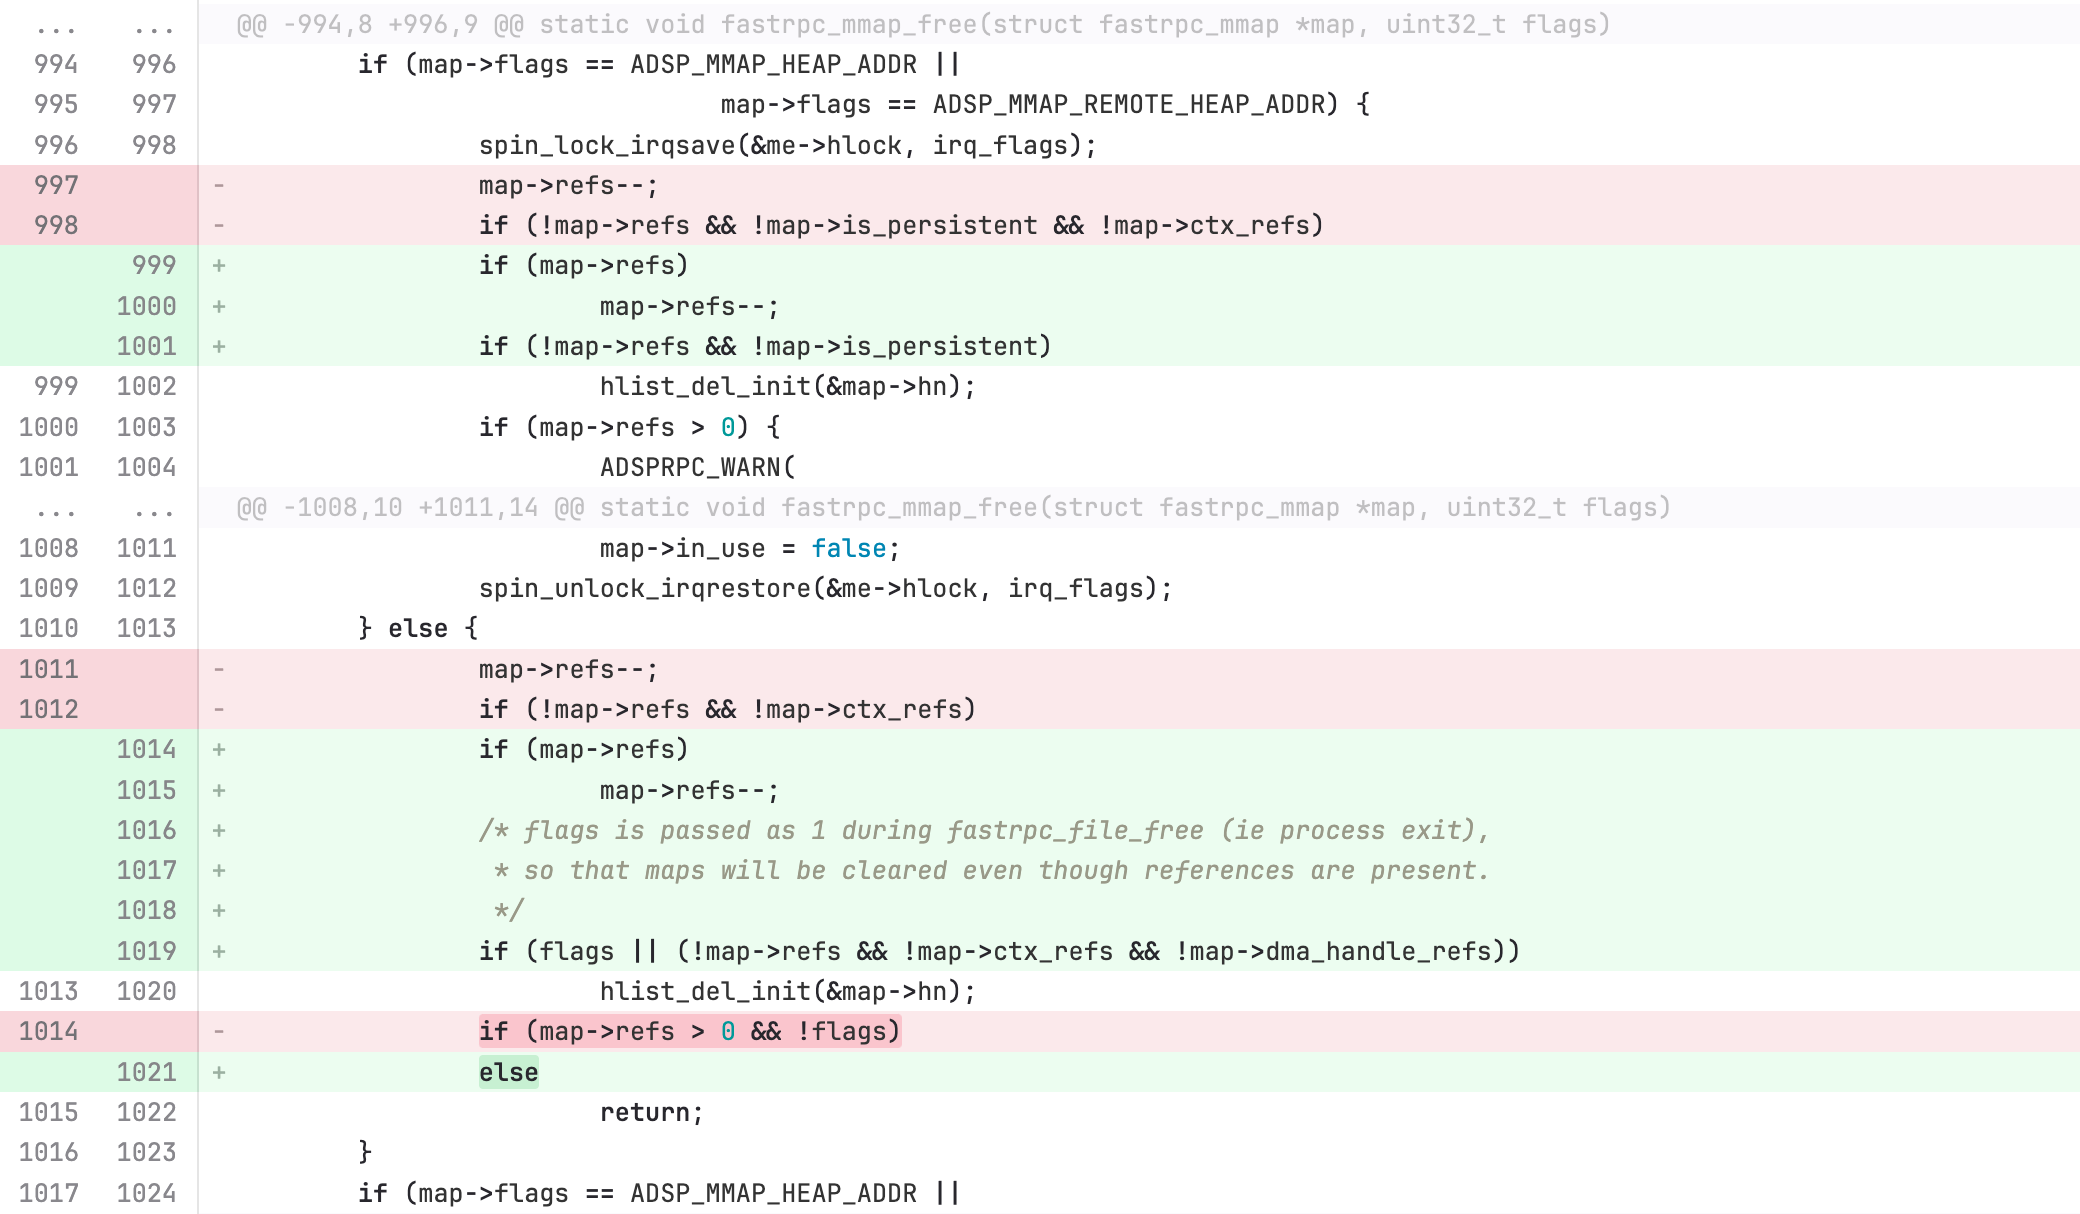 ... ... @@ -994,8 +996,9 @@ static void fastrpc_mmap_free(struct fastrpc_mmap *map, uint32_t flags)
994 996 if (map->flags == ADSP_MMAP_HEAP_ADDR ||
995 997 map->flags == ADSP_MMAP_REMOTE_HEAP_ADDR) {
996 998 spin_lock_irqsave(&me->hlock, irq_flags);
997 - map->refs--;
998 - if (!map->refs && !map->is_persistent && !map->ctx_refs)
999 + if (map->refs)
1000 + map->refs--;
1001 + if (!map->refs && !map->is_persistent)
999 1002 hlist_del_init(&map->hn);
1000 1003 if (map->refs > 0) {
1001 1004 ADSPRPC_WARN(
... ... @@ -1008,10 +1011,14 @@ static void fastrpc_mmap_free(struct fastrpc_mmap *map, uint32_t flags)
1008 1011 map->in_use = false;
1009 1012 spin_unlock_irqrestore(&me->hlock, irq_flags);
1010 1013 } else {
1011 - map->refs--;
1012 - if (!map->refs && !map->ctx_refs)
1014 + if (map->refs)
1015 + map->refs--;
1016 + /* flags is passed as 1 during fastrpc_file_free (ie process exit),
1017 + * so that maps will be cleared even though references are present.
1018 + */
1019 + if (flags || (!map->refs && !map->ctx_refs && !map->dma_handle_refs))
1013 1020 hlist_del_init(&map->hn);
1014 - if (map->refs > 0 && !flags)
1021 + else
1015 1022 return;
1016 1023 }
1017 1024 if (map->flags == ADSP_MMAP_HEAP_ADDR ||